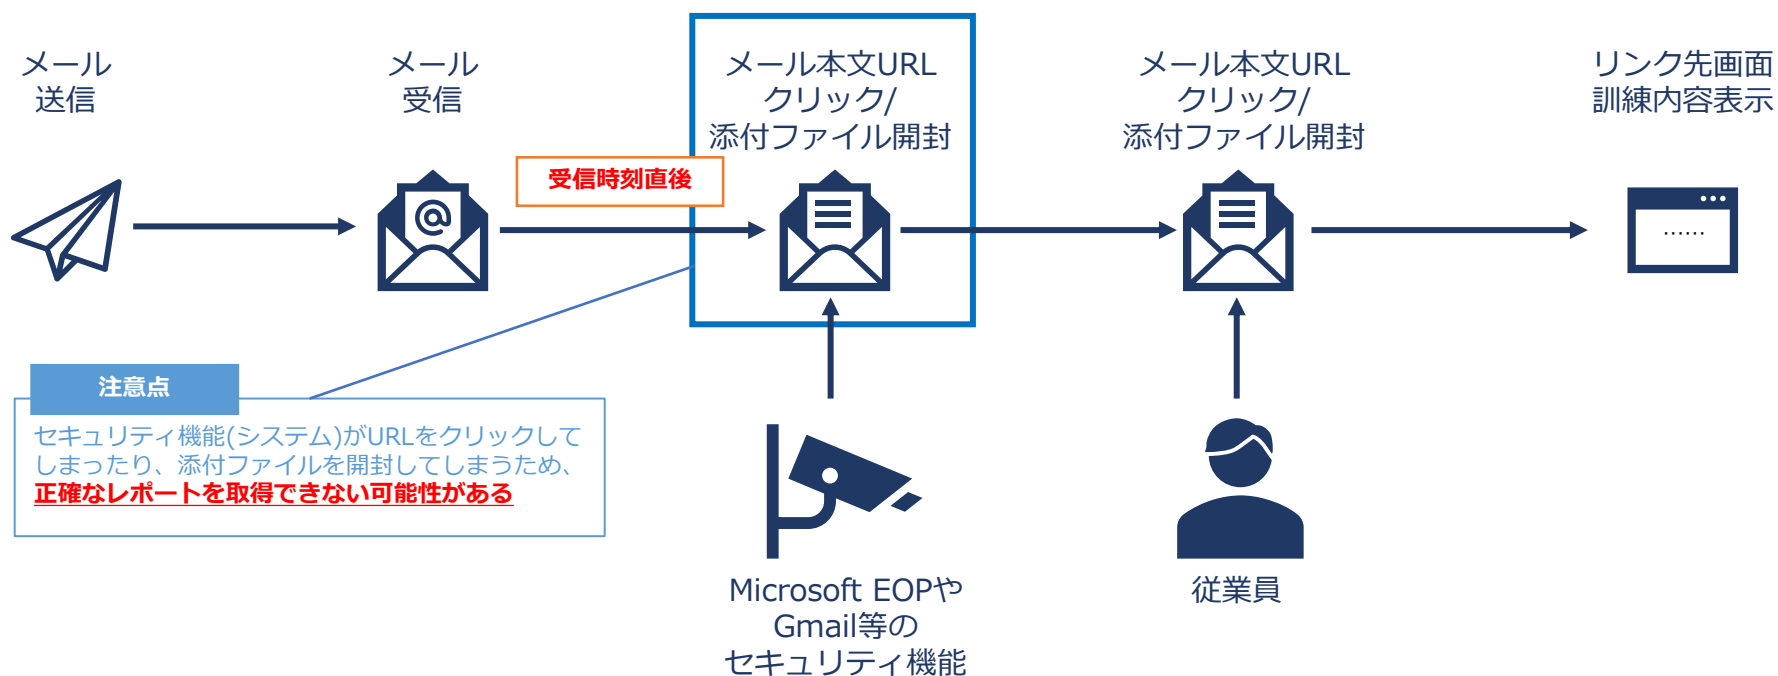 メール
送信
メール
受信
メール本文URL
クリック/
添付ファイル開封
メール本文URL
クリック/
添付ファイル開封
リンク先画面
訓練内容表示
受信時刻直後
@
......
注意点
セキュリティ機能(システム)がURLをクリックして
しまったり、添付ファイルを開封してしまうため、
正確なレポートを取得できない可能性がある
Microsoft EOPや
Gmail等の
セキュリティ機能
従業員